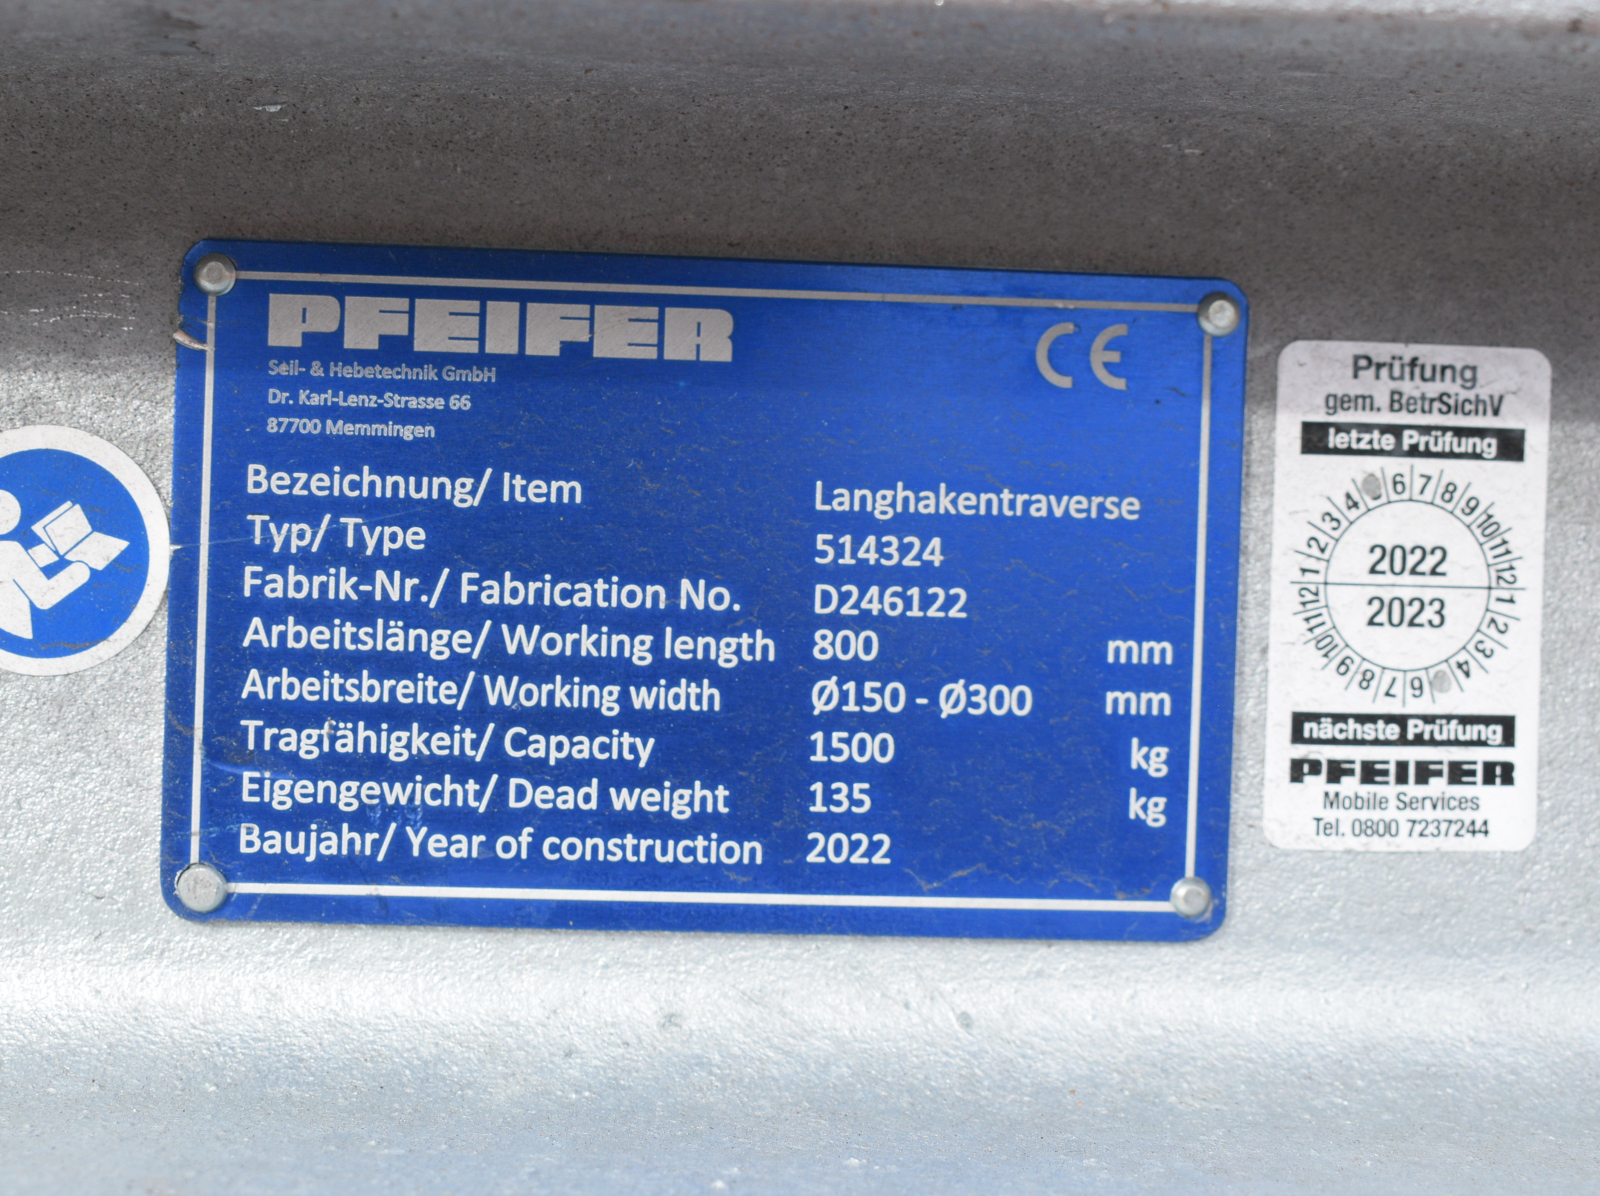 PFEIFER
Seil- & Hebetechnik GmbH
Dr. Karl-Lenz-Strasse 66
87700 Memmingen
CE
Bezeichnung/ Item Langhakentraverse
Typ/ Type 514324
Fabrik-Nr./ Fabrication No. D246122
Arbeitslänge/ Working length 800 mm
Arbeitsbreite/ Working width Ø150 - Ø300 mm
Tragfähigkeit/ Capacity 1500 kg
Eigengewicht/ Dead weight 135 kg
Baujahr/ Year of construction 2022
Prüfung
gem. BetrSichV
letzte Prüfung
1 2 3 4 6 7 8 9 10 11 12
2022
2023
12 11 10 9 8 7 6 4 3 2 1
nächste Prüfung
PFEIFER
Mobile Services
Tel. 0800 7237244